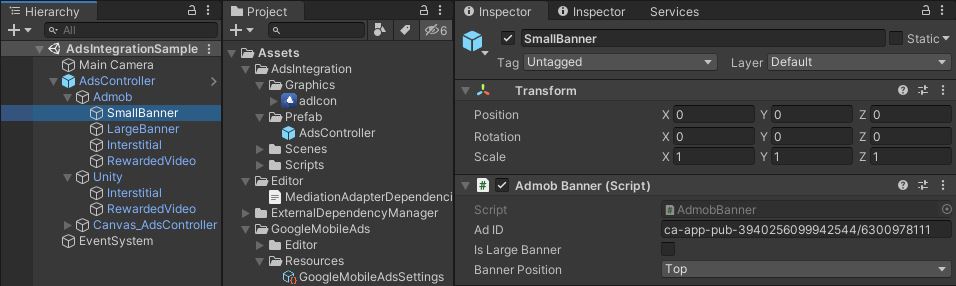 Hierarchy
All
AdsIntegrationSample
Main Camera
AdsController
Admob
SmallBanner
LargeBanner
Interstitial
RewardedVideo
Unity
Interstitial
RewardedVideo
Canvas_AdsController
EventSystem
Project
6
Assets
AdsIntegration
Graphics
adIcon
Prefab
AdsController
Scenes
Scripts
Editor
MediationAdapterDependenci
ExternalDependencyManager
GoogleMobileAds
Editor
Resources
GoogleMobileAdsSettings
Inspector Inspector Services
SmallBanner Static
Tag Untagged Layer Default
Transform
Position X 0 Y 0 Z 0
Rotation X 0 Y 0 Z 0
Scale X 1 Y 1 Z 1
Admob Banner (Script)
Script AdmobBanner
Ad ID ca-app-pub-3940256099942544/6300978111
Is Large Banner
Banner Position Top